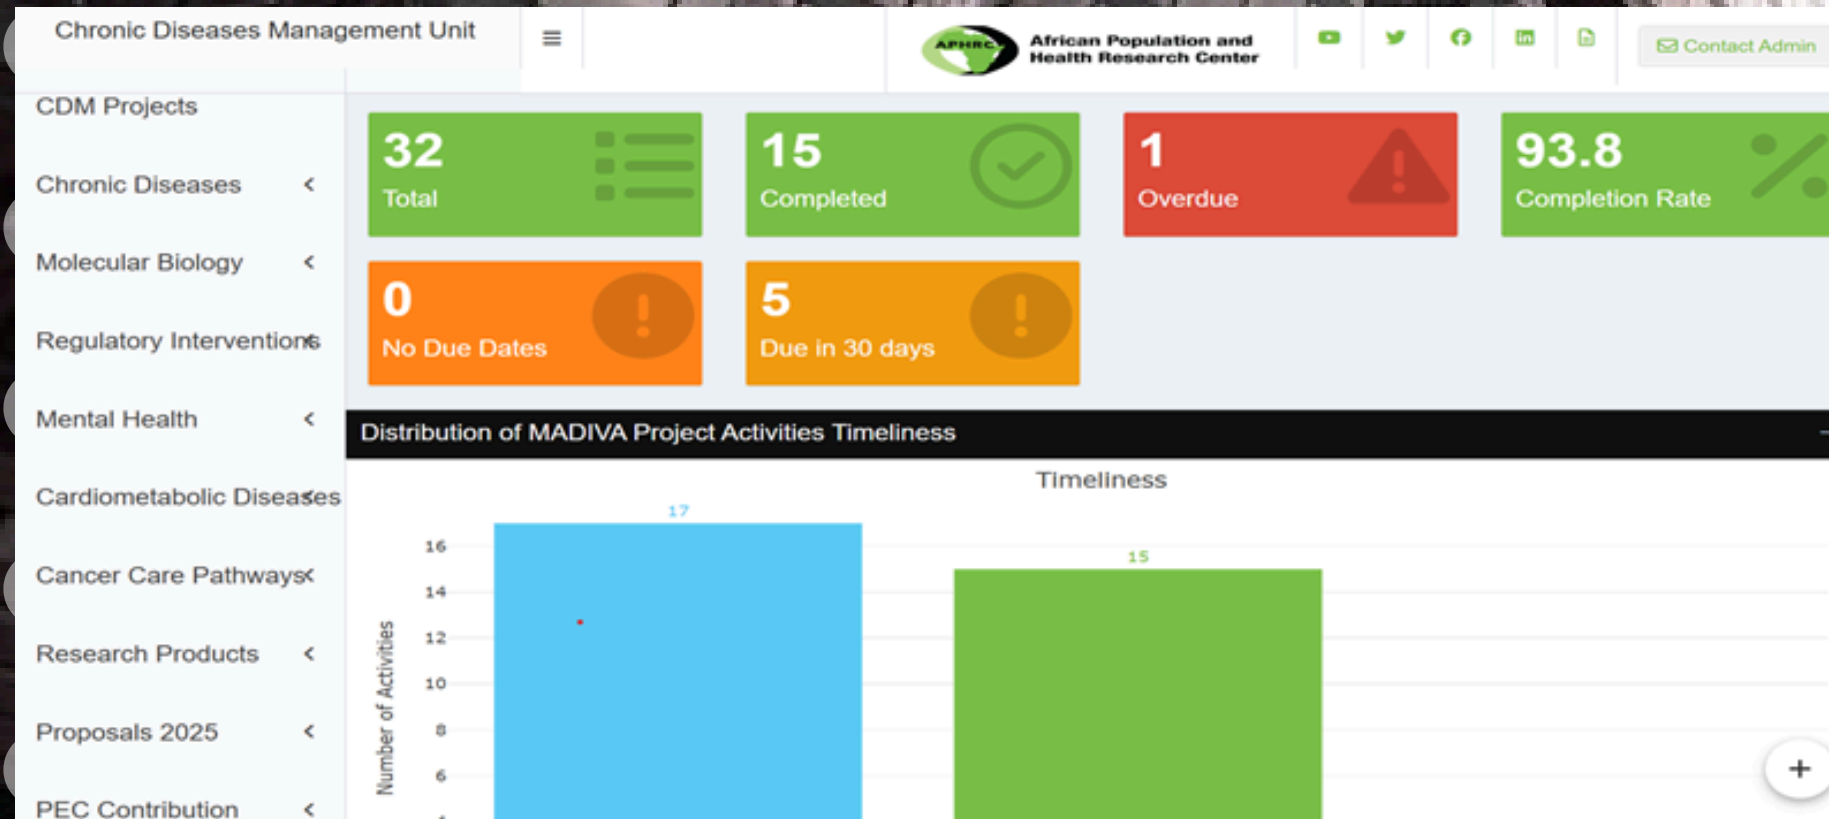 Chronic Diseases Management Unit
APHRC
African Population and
Health Research Center
Contact Admin
CDM Projects
Chronic Diseases
Molecular Biology
Regulatory Interventions
Mental Health
Cardiometabolic Diseases
Cancer Care Pathways
Research Products
Proposals 2025
PEC Contribution
32
Total
15
Completed
1
Overdue
93.8
Completion Rate
0
No Due Dates
5
Due in 30 days
Distribution of MADIVA Project Activities Timeliness
Timeliness
17
15
16
14
12
10
8
6
Number of Activities